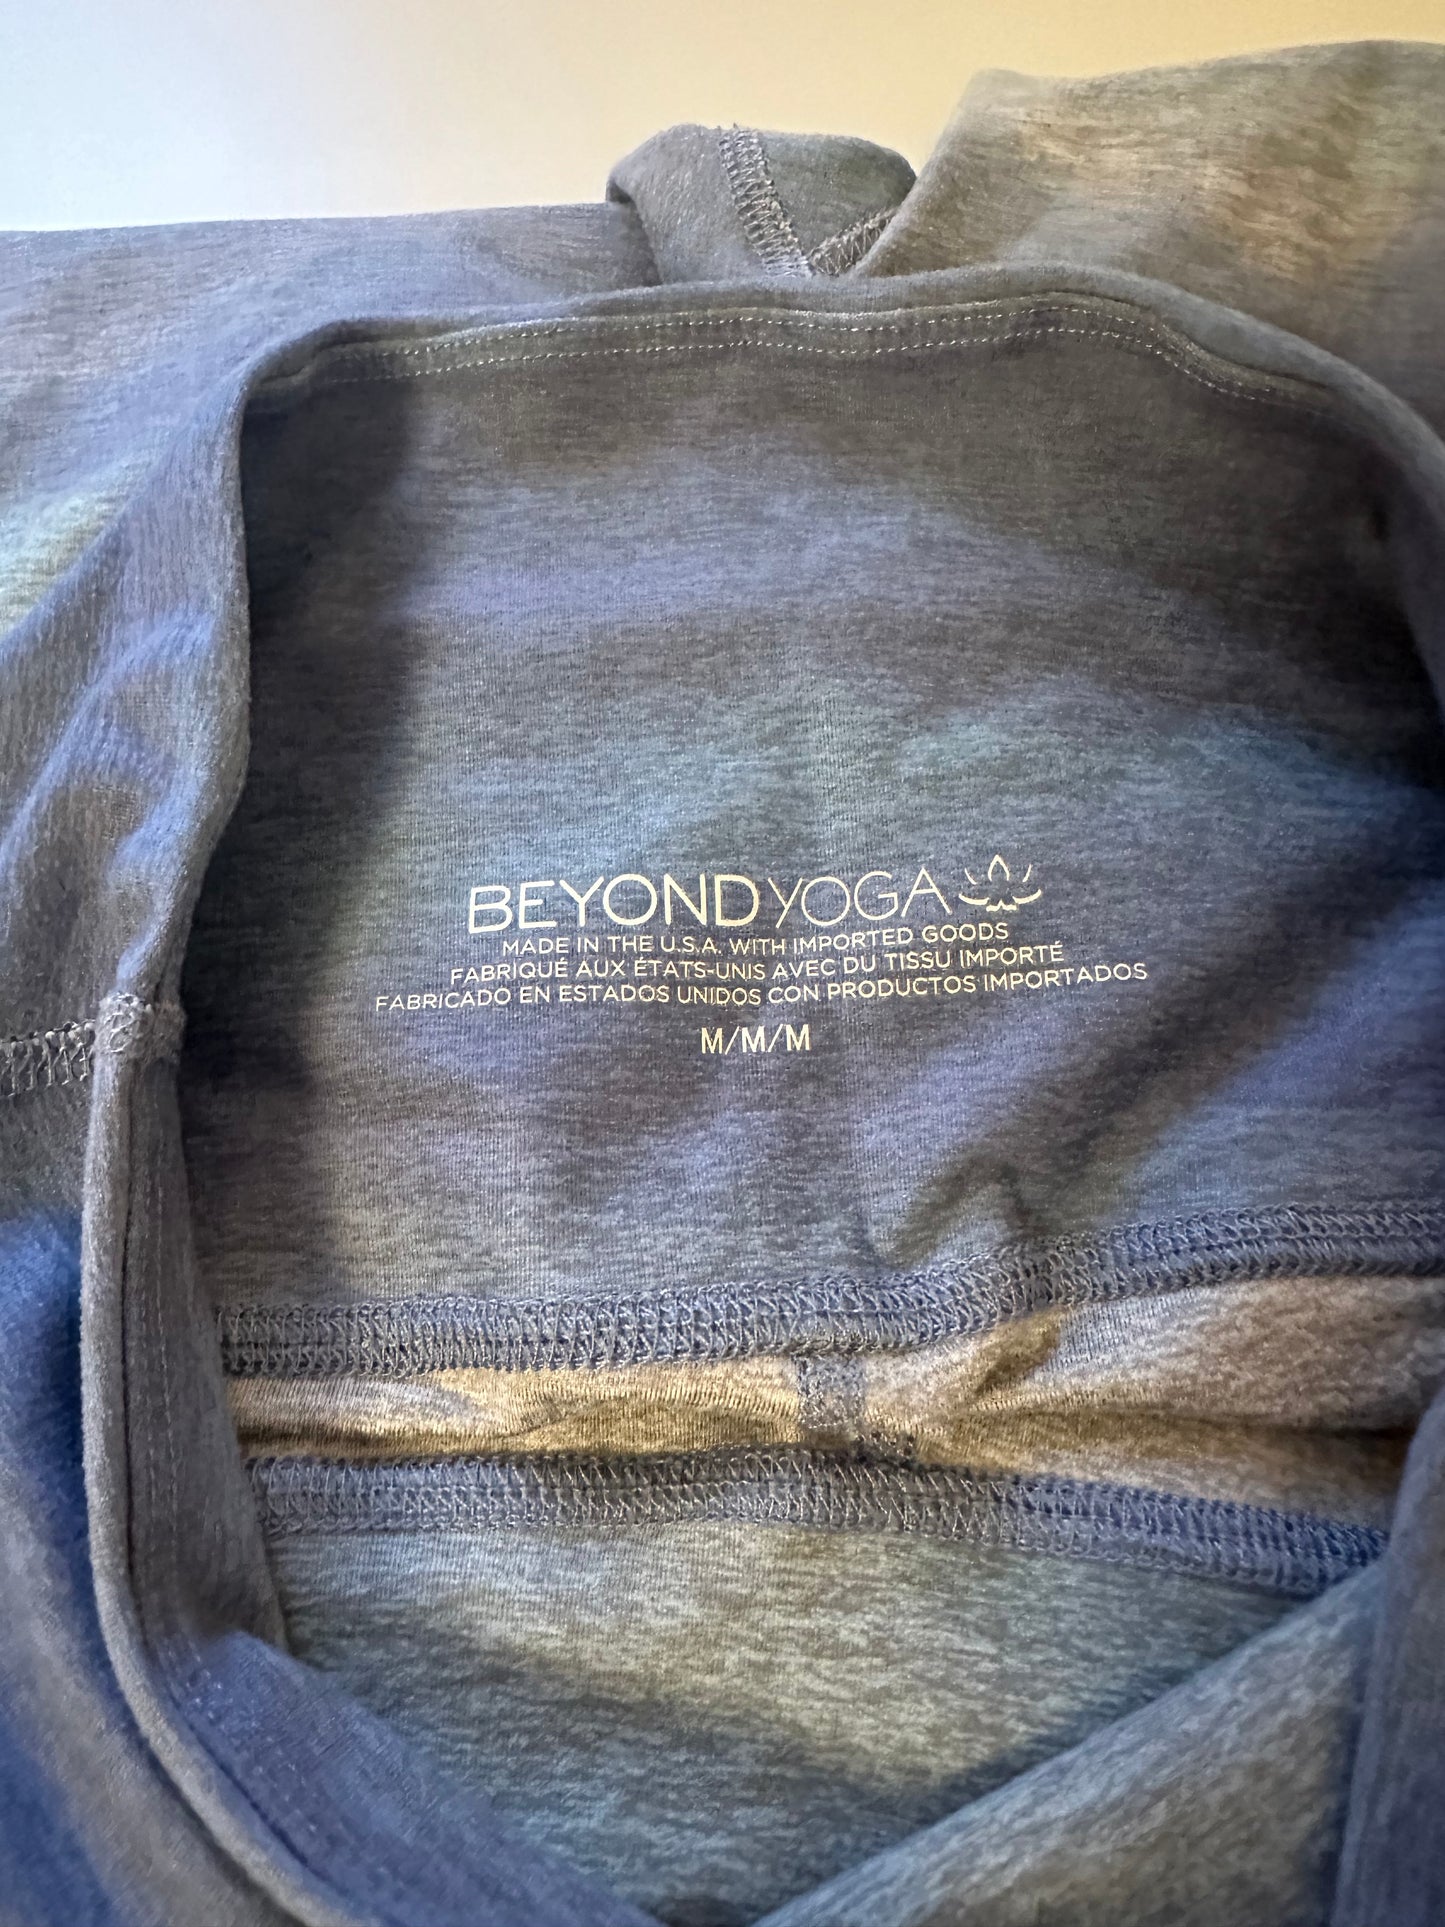 BEYONDYOGA
MADE IN THE U.S.A. WITH IMPORTED GOODS
FABRIQUÉ AUX ÉTATS-UNIS AVEC DU TISSU IMPORTÉ
FABRICADO EN ESTADOS UNIDOS CON PRODUCTOS IMPORTADOS
M/M/M